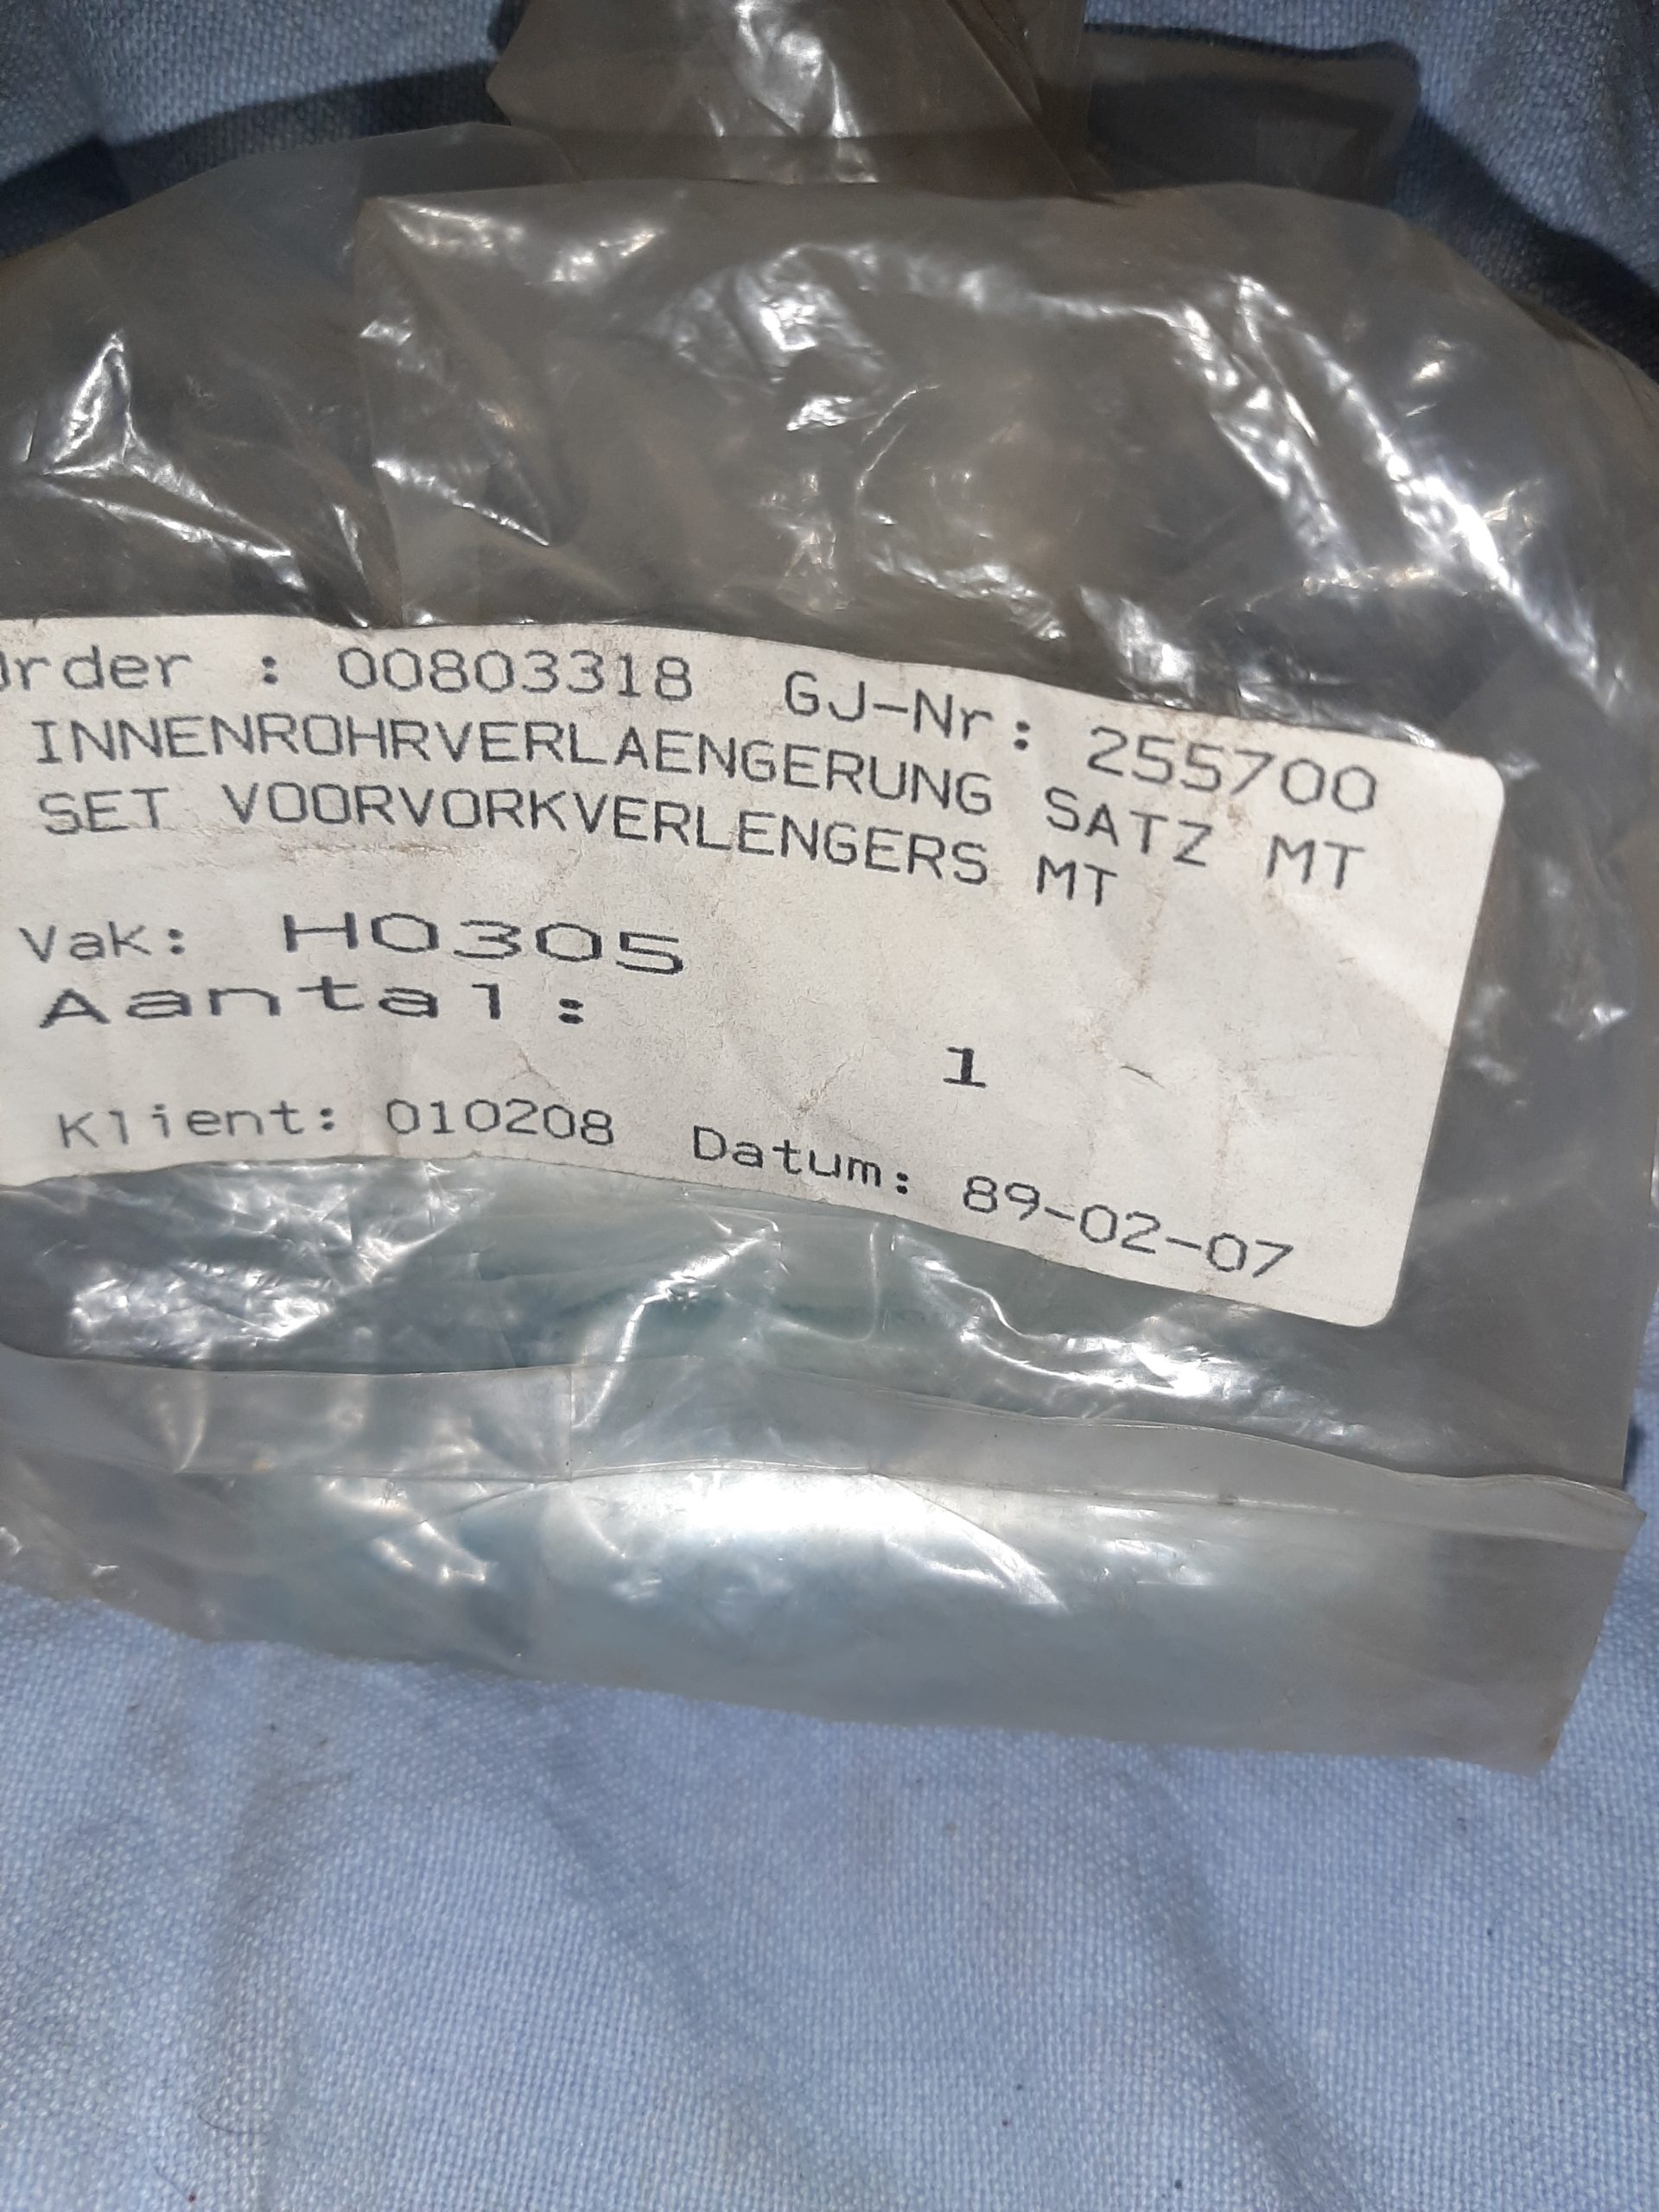 Order : 00803318 GJ-Nr: 255700
INNENROHRVERLAENGERUNG SATZ MT
SET VOORVORKVERLENGERS MT
Vak: H0305
Aantal: 1
Klient: 010208 Datum: 89-02-07